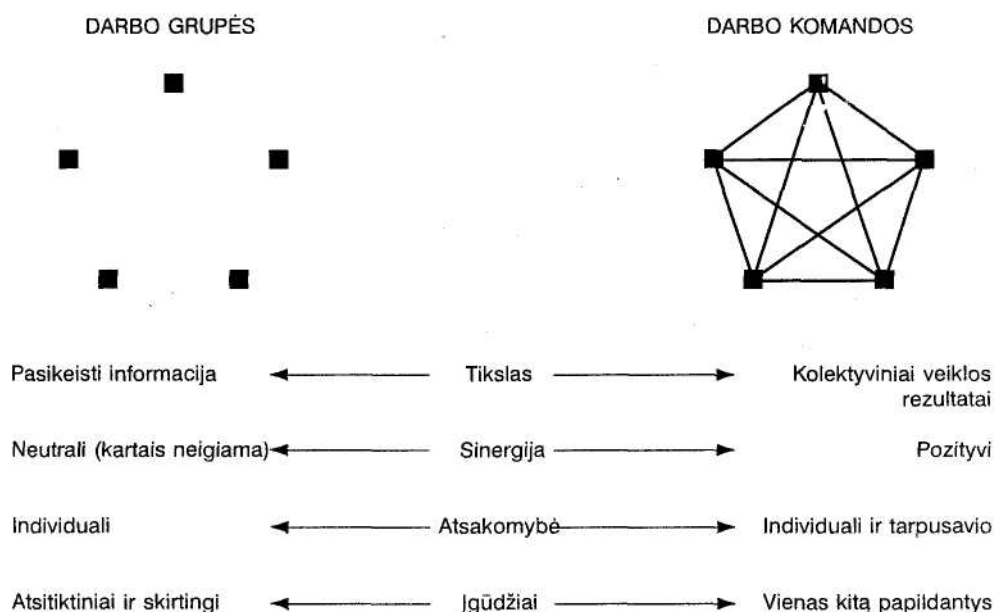 DARBO GRUPĖS DARBO KOMANDOS
Pasikeisti informacija Tikslas Kolektyviniai veiklos
rezultatai
Neutrali (kartais neigiama) Sinergija Pozityvi
Individuali Atsakomybė Individuali ir tarpusavio
Atsitiktiniai ir skirtingi Įgūdžiai Vienas kitą papildantys